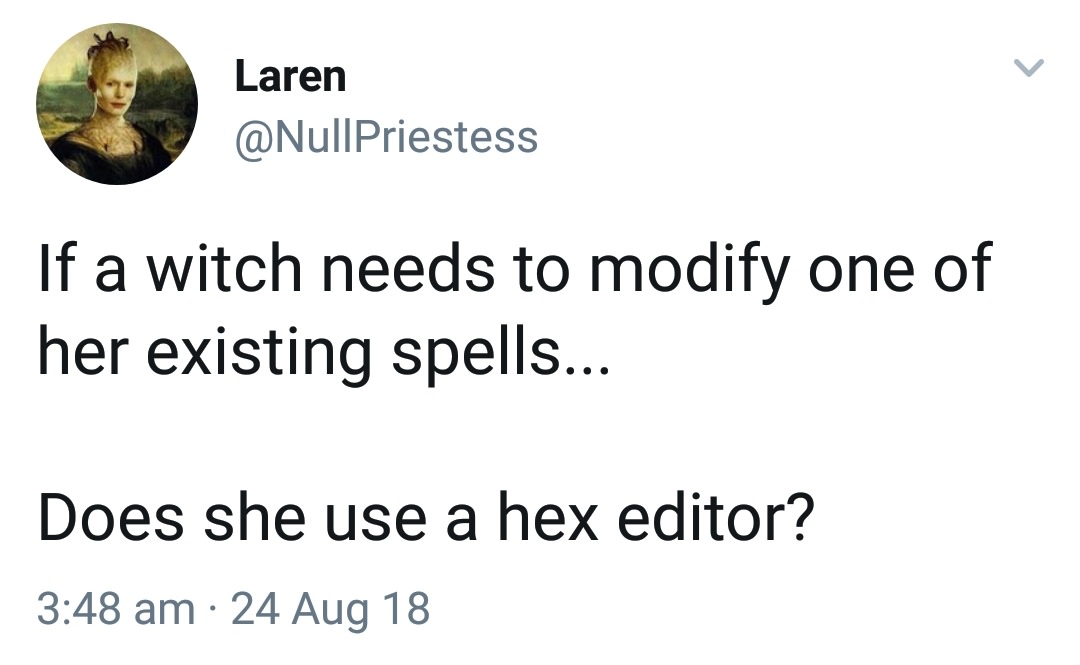 Laren
@NullPriestess
If a witch needs to modify one of
her existing spells...
Does she use a hex editor?
3:48 am · 24 Aug 18